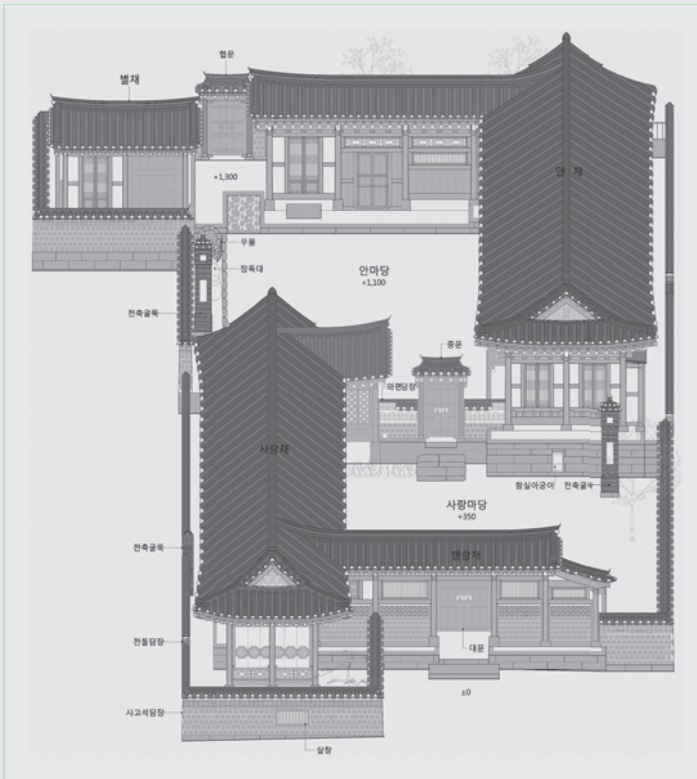 협문
별채
+1,300
안채
우물
장독대
안마당
+1,100
전축굴뚝
중문
와편담장
사랑채
함실아궁이
전축굴뚝
사랑마당
+350
전축굴뚝
행랑채
전돌담장
대문
±0
사고석담장
살창